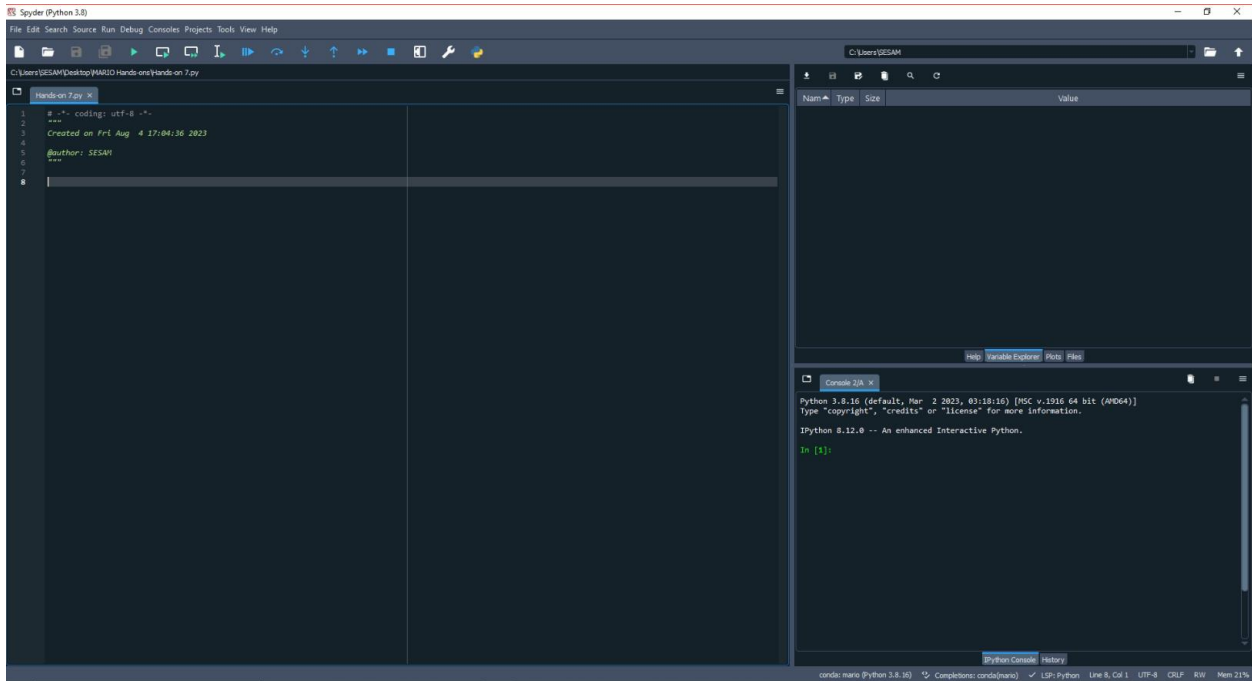 Spyder (Python 3.8)
File Edit Search Source Run Debug Consoles Projects Tools View Help
C:\Users\SESAM
C:\Users\SESAM\Desktop\MARIO Hands-ons\Hands-on 7.py
Hands-on 7.py
1 # -*- coding: utf-8 -*-
2 """
3 Created on Fri Aug  4 17:04:36 2023
4
5 @author: SESAM
6 """
7
8
Nam Type Size Value
Help Variable Explorer Plots Files
Console 2/A
Python 3.8.16 (default, Mar  2 2023, 03:18:16) [MSC v.1916 64 bit (AMD64)]
Type "copyright", "credits" or "license" for more information.
IPython 8.12.0 -- An enhanced Interactive Python.
In [1]:
IPython Console History
conda: mario (Python 3.8.16) Completions: conda(mario) LSP: Python Line 8, Col 1 UTF-8 CRLF RW Mem 21%